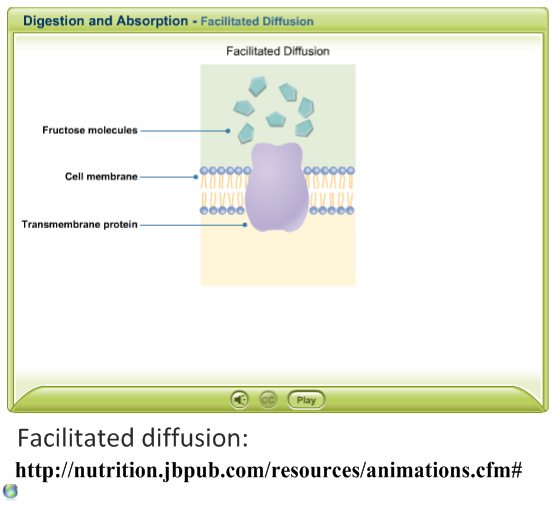 Digestion and Absorption - Facilitated Diffusion
Facilitated Diffusion
Fructose molecules
Cell membrane
Transmembrane protein
CC
Play
Facilitated diffusion:
http://nutrition.jbpub.com/resources/animations.cfm#